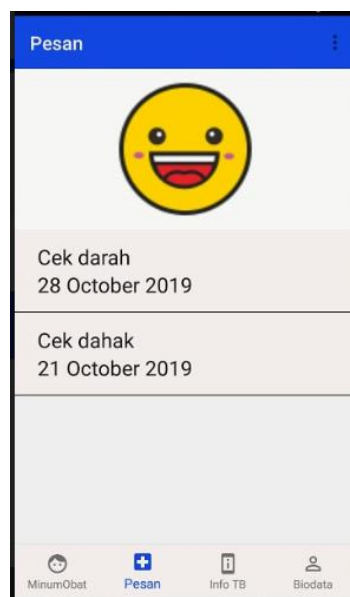 Pesan
Cek darah
28 October 2019
Cek dahak
21 October 2019
MinumObat
Pesan
Info TB
Biodata